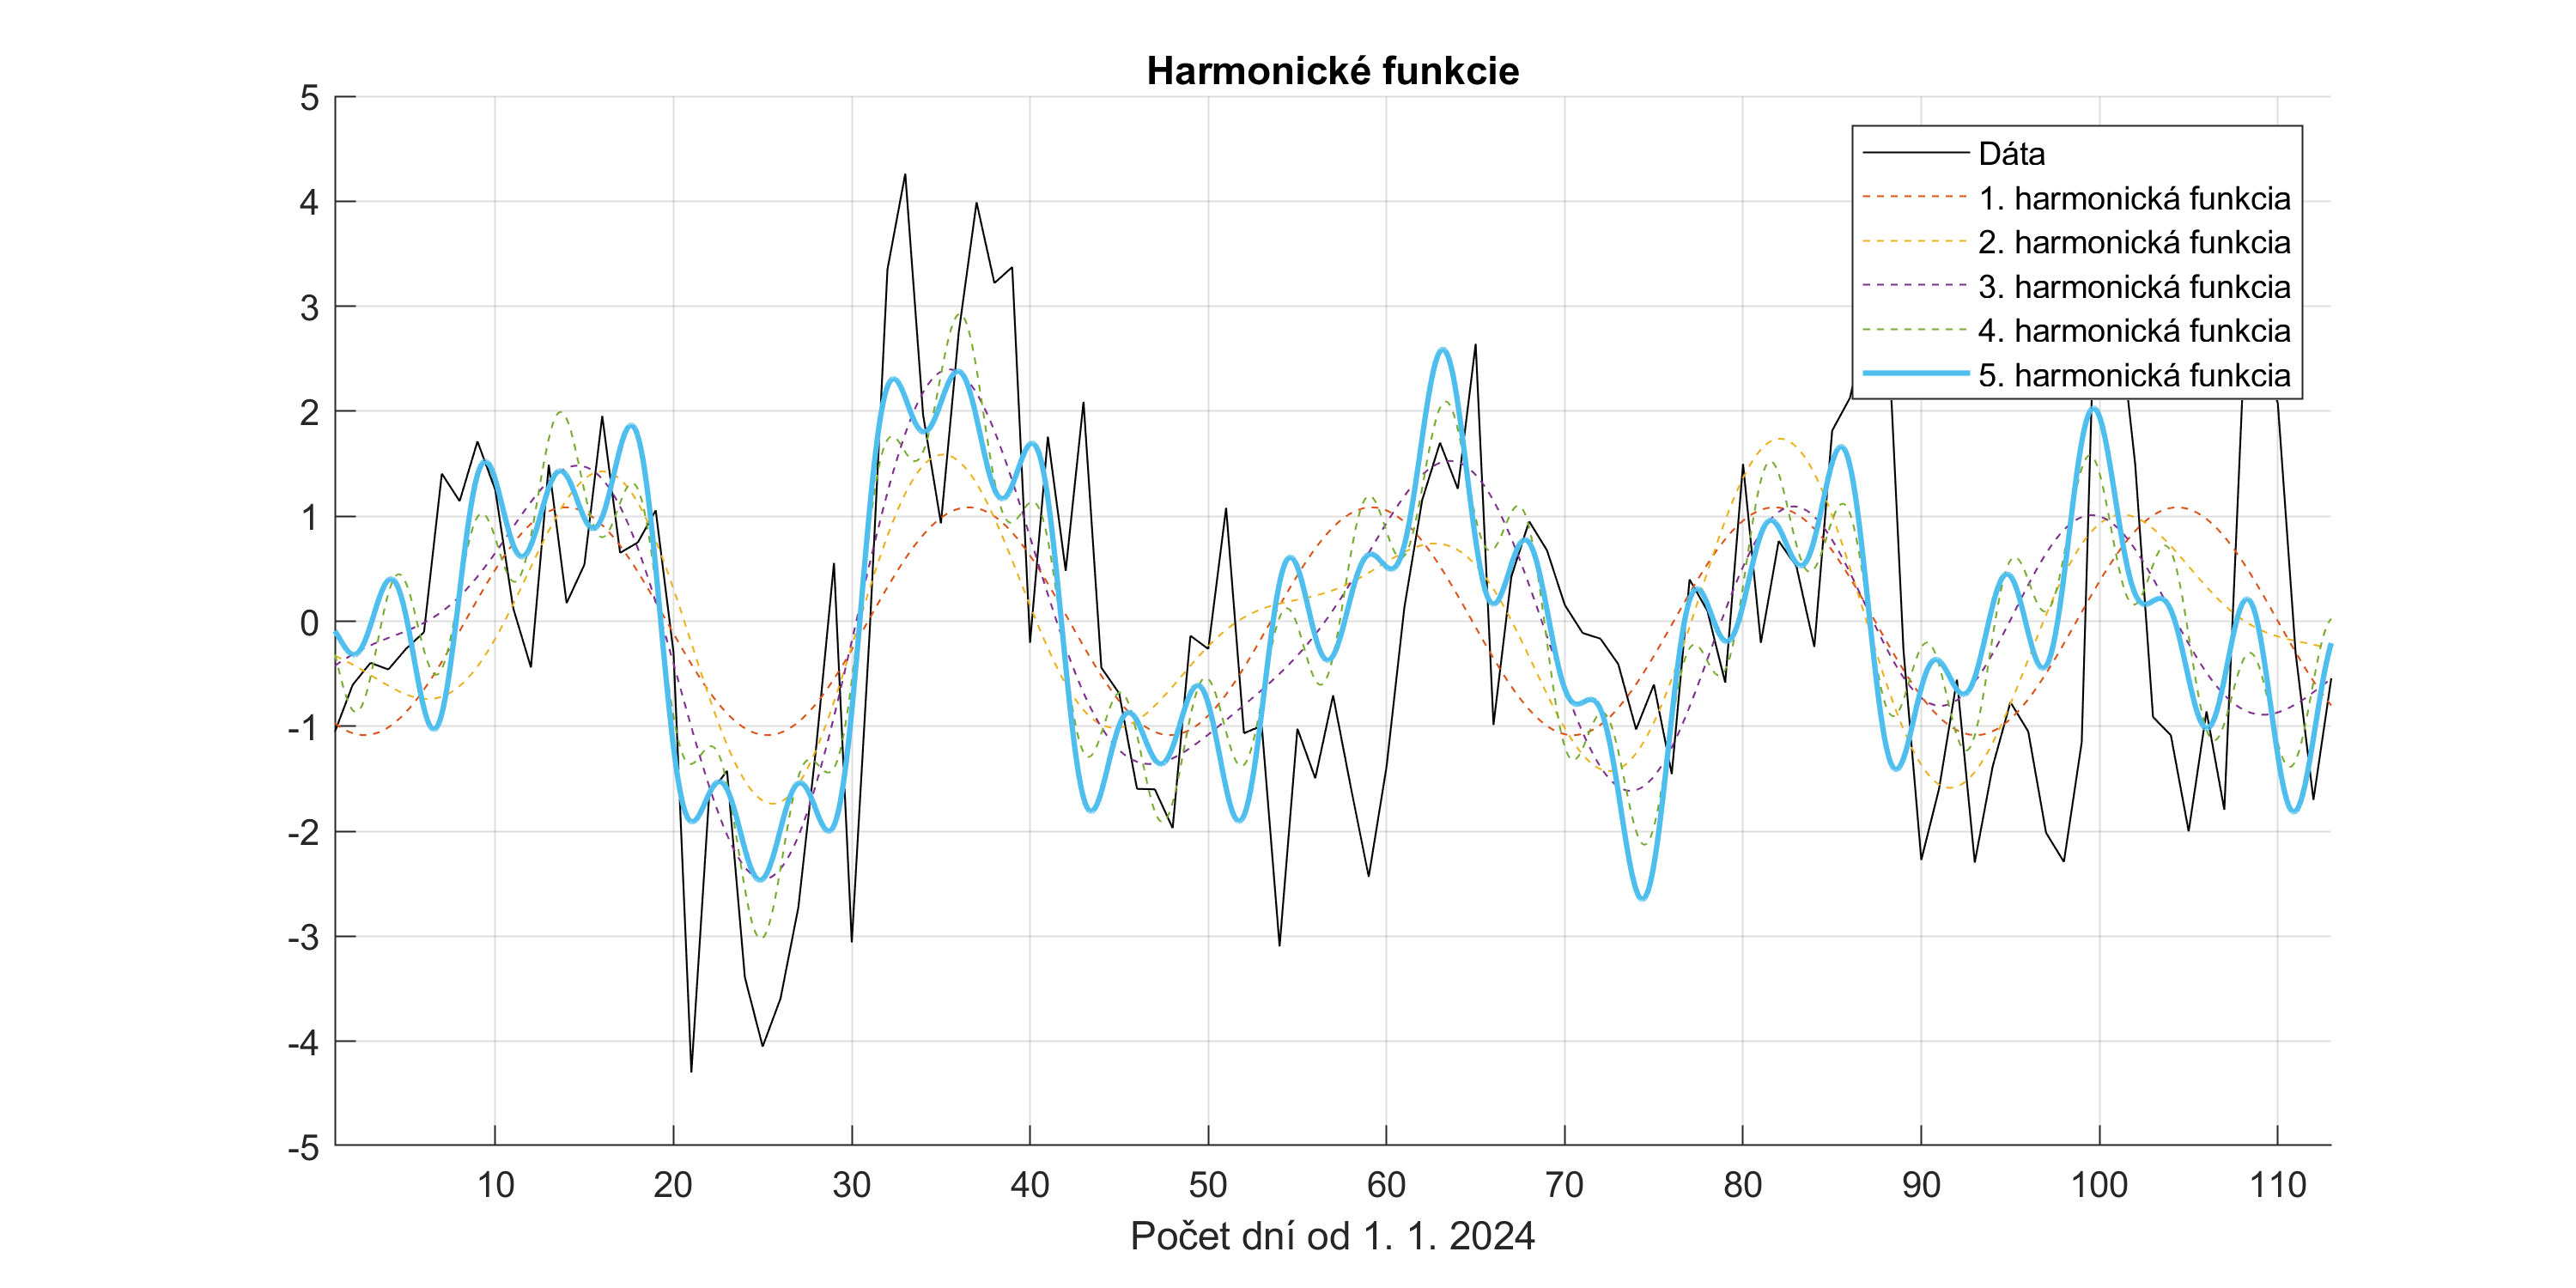 Harmonické funkcie
5
4
3
2
1
0
-1
-2
-3
-4
-5
Dáta
1. harmonická funkcia
2. harmonická funkcia
3. harmonická funkcia
4. harmonická funkcia
5. harmonická funkcia
10 20 30 40 50 60 70 80 90 100 110
Počet dní od 1. 1. 2024